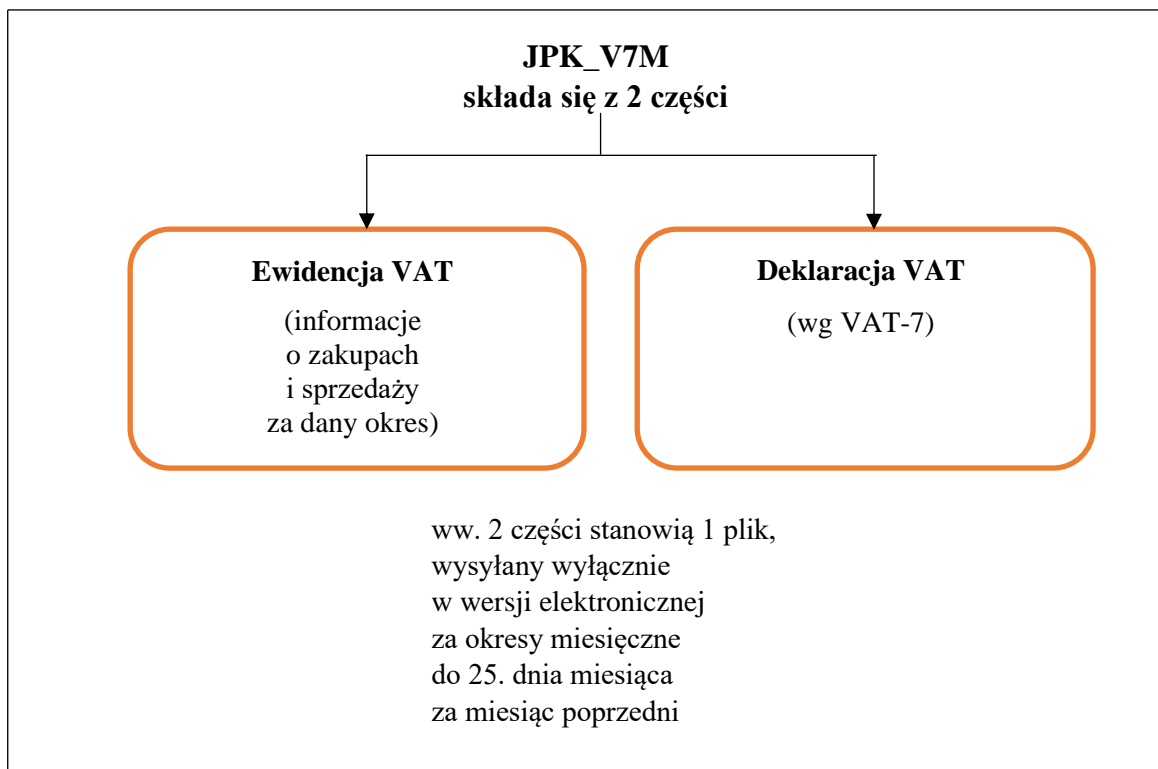 JPK_V7M
składa się z 2 części
Ewidencja VAT
(informacje
o zakupach
i sprzedaży
za dany okres)
Deklaracja VAT
(wg VAT-7)
ww. 2 części stanowią 1 plik,
wysyłany wyłącznie
w wersji elektronicznej
za okresy miesięczne
do 25. dnia miesiąca
za miesiąc poprzedni